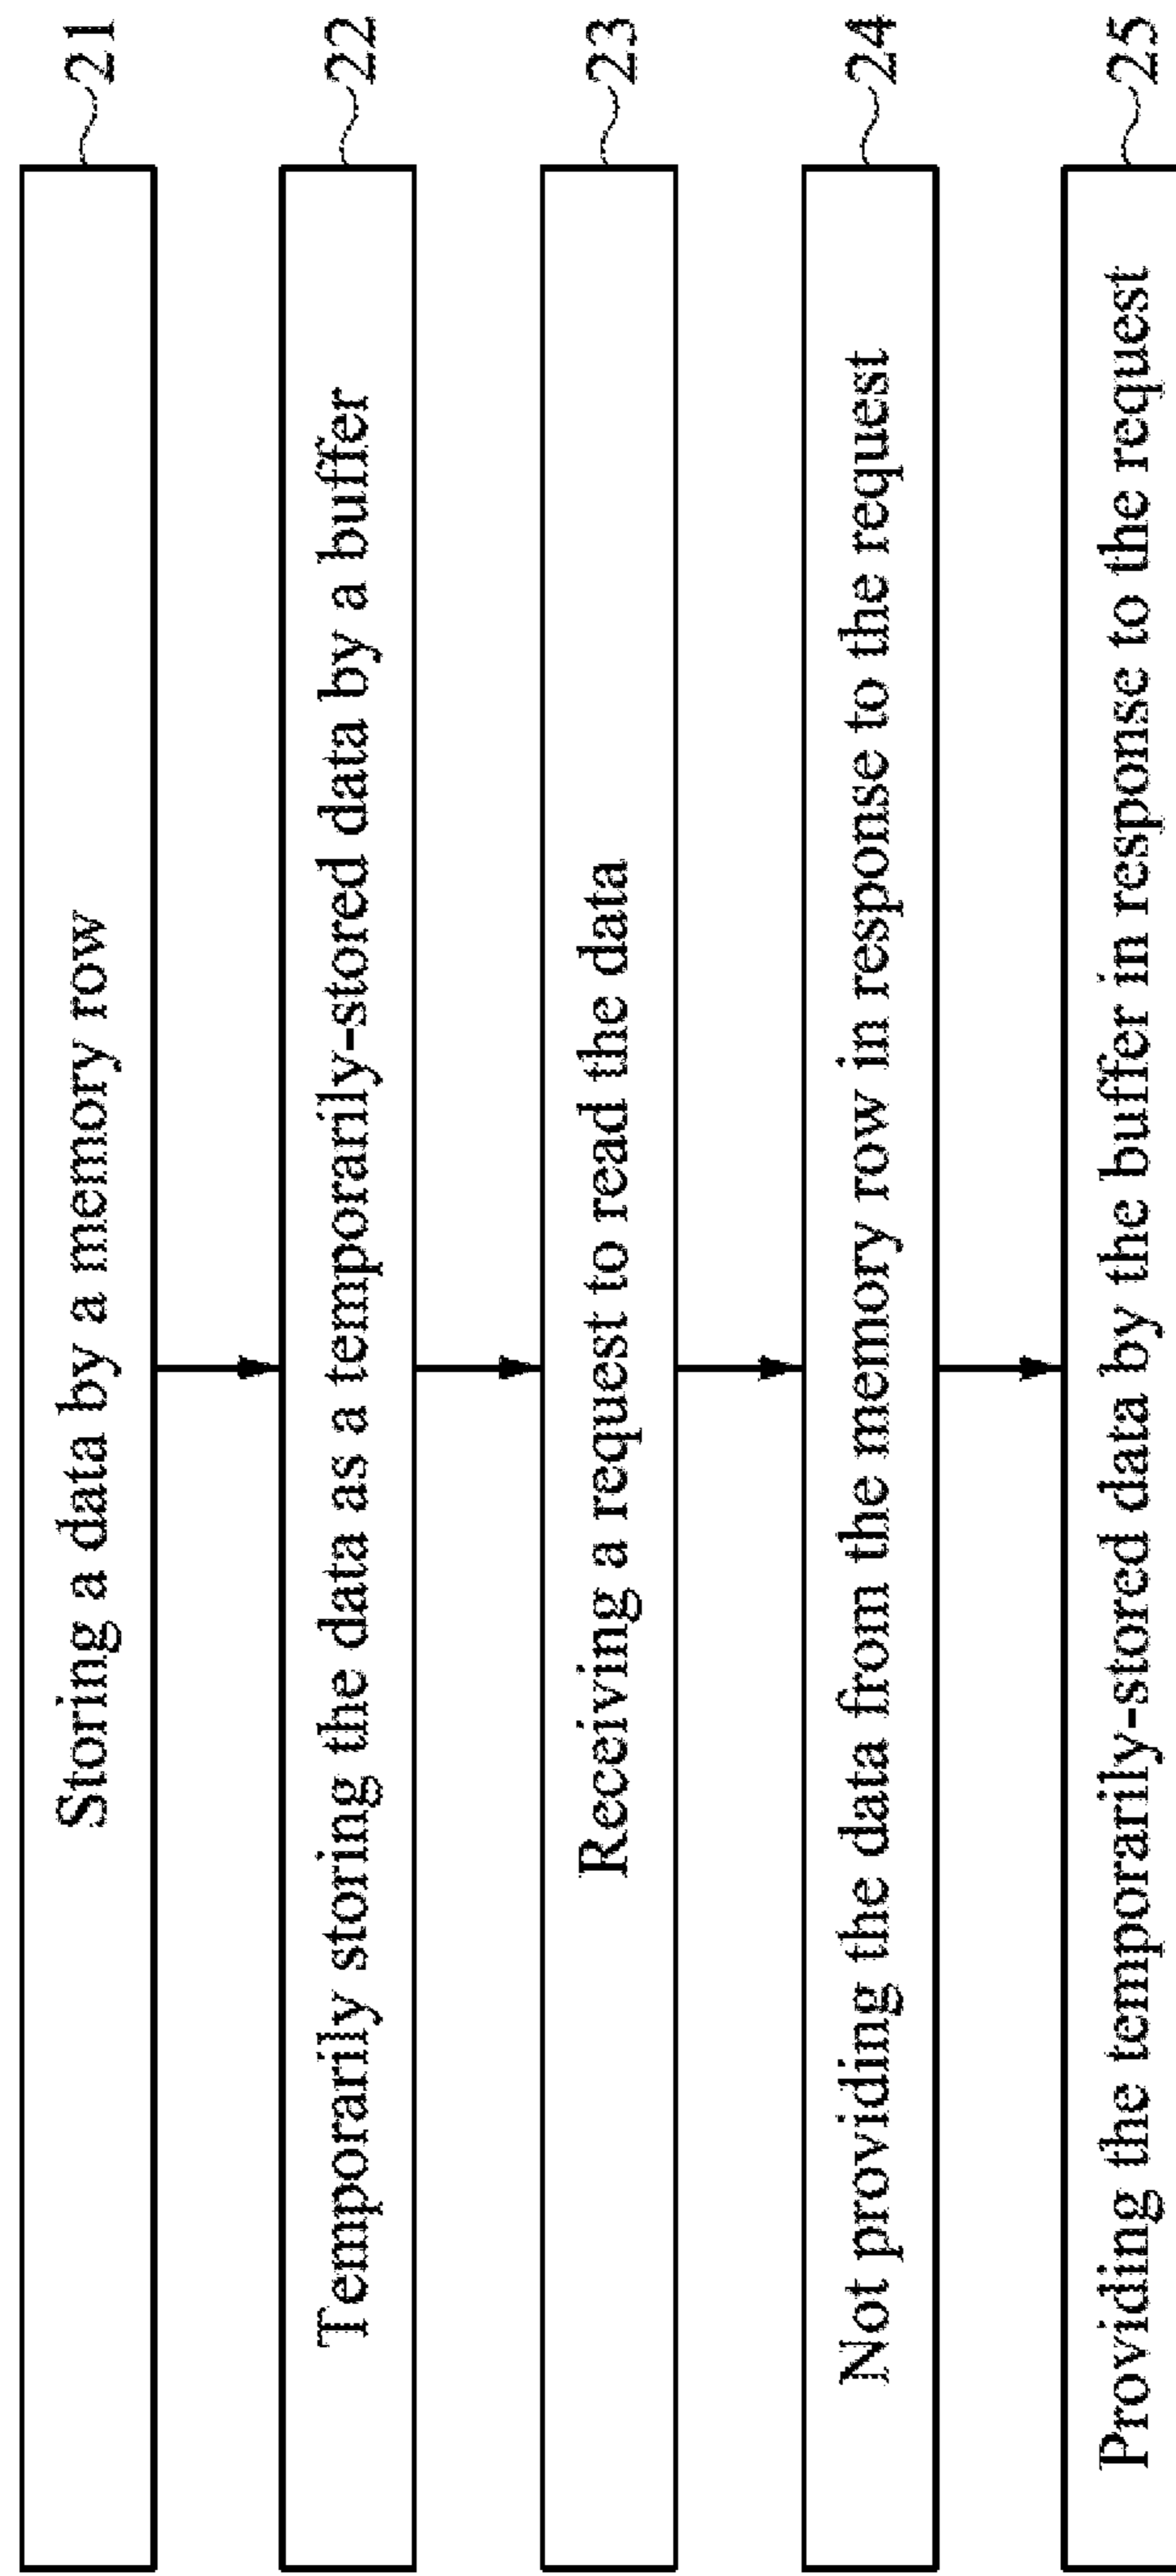 Storing a data by a memory row 21
Temporarily storing the data as a temporarily-stored data by a buffer 22
Receiving a request to read the data 23
Not providing the data from the memory row in response to the request 24
Providing the temporarily-stored data by the buffer in response to the request 25